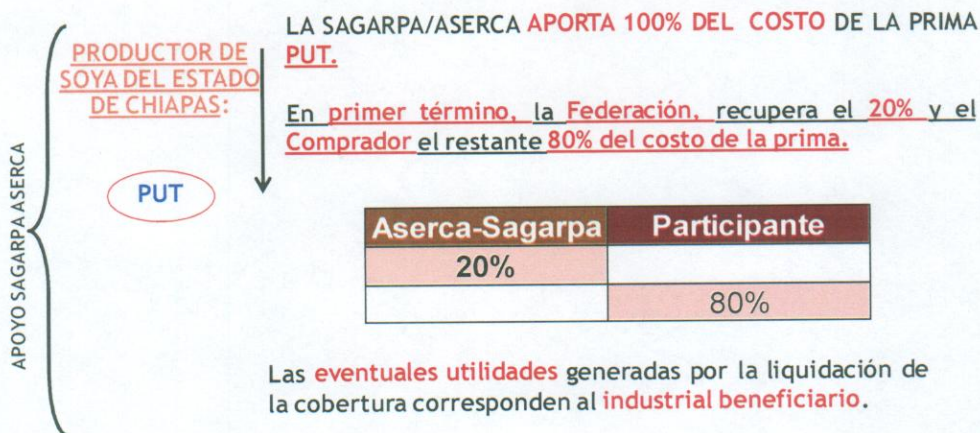 APOYO SAGARPA ASERCA
PRODUCTOR DE
SOYA DEL ESTADO
DE CHIAPAS:
PUT
LA SAGARPA/ASERCA APORTA 100% DEL COSTO DE LA PRIMA
PUT.
En primer término, la Federación, recupera el 20% y el
Comprador el restante 80% del costo de la prima.
Aserca-Sagarpa Participante
20%
80%
Las eventuales utilidades generadas por la liquidación de
la cobertura corresponden al industrial beneficiario.